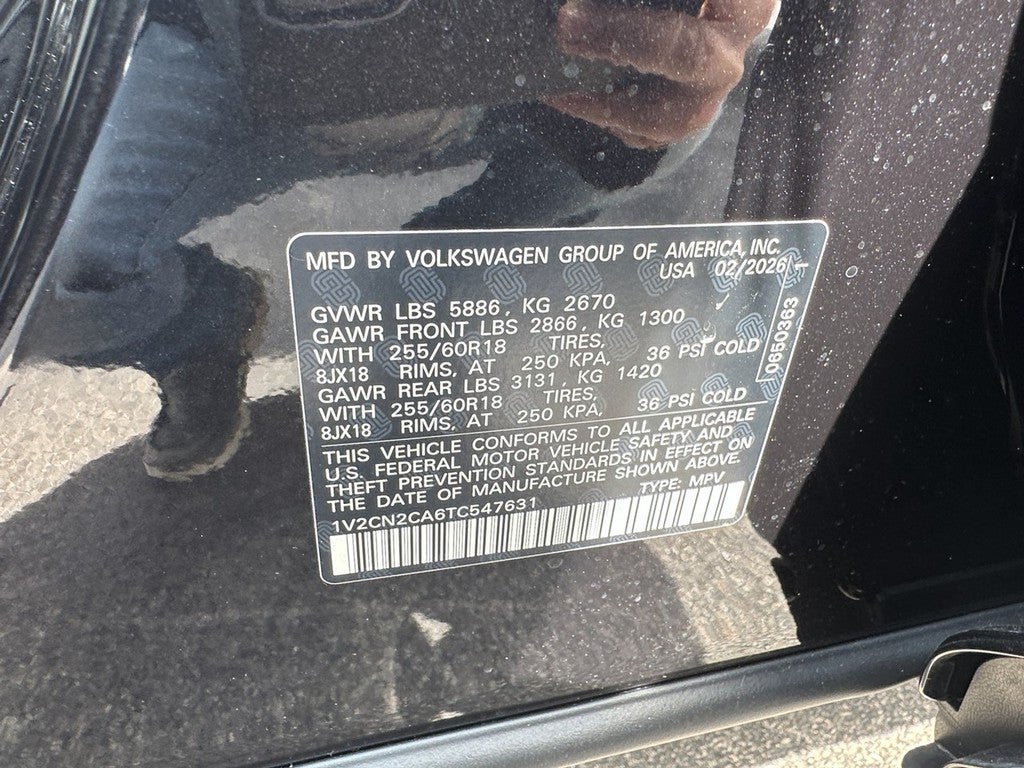 MFD BY VOLKSWAGEN GROUP OF AMERICA, INC.
USA 02/2026
GVWR LBS 5886, KG 2670
GAWR FRONT LBS 2866, KG 1300
WITH 255/60R18 TIRES,
8JX18 RIMS, AT 250 KPA, 36 PSI COLD
GAWR REAR LBS 3131, KG 1420
WITH 255/60R18 TIRES,
8JX18 RIMS, AT 250 KPA, 36 PSI COLD
THIS VEHICLE CONFORMS TO ALL APPLICABLE
U.S. FEDERAL MOTOR VEHICLE SAFETY AND
THEFT PREVENTION STANDARDS IN EFFECT ON
THE DATE OF MANUFACTURE SHOWN ABOVE.
1V2CN2CA6TC547631 TYPE: MPV
0650363